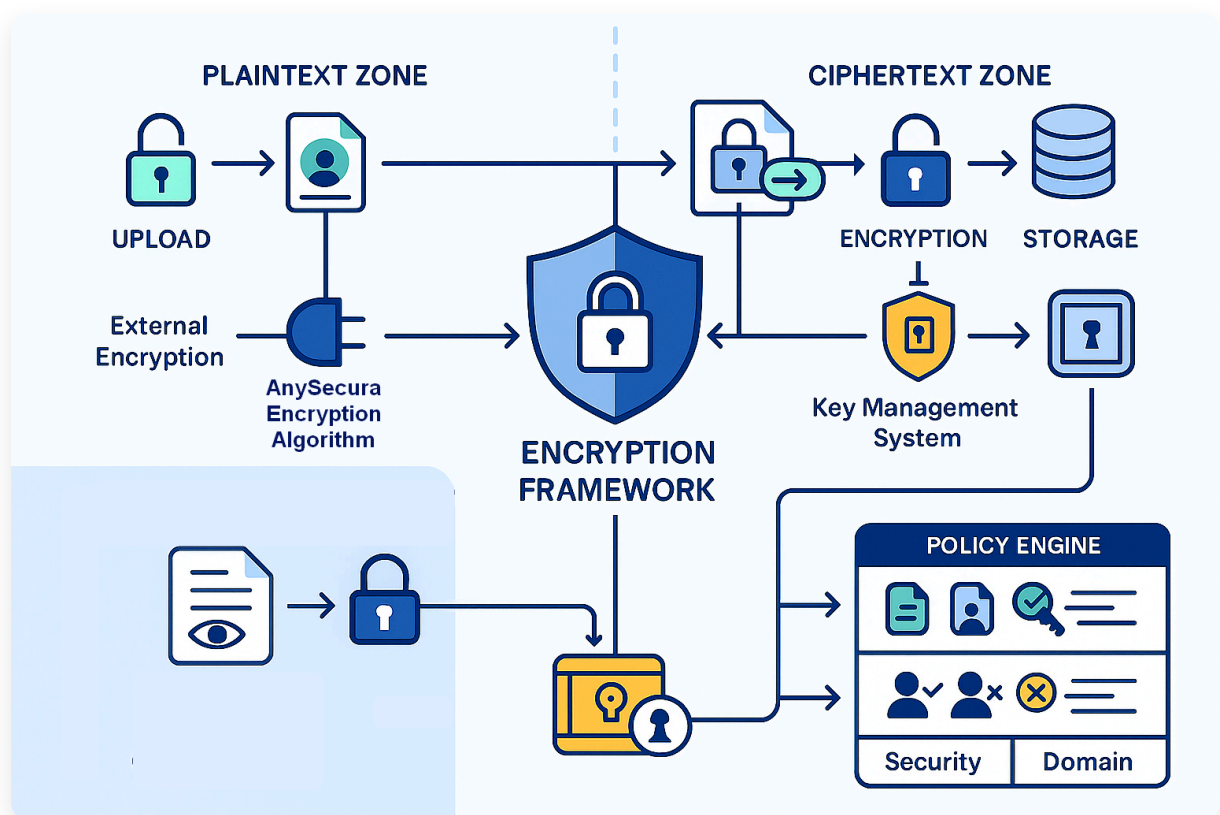 PLAINTEXT ZONE
CIPHERTEXT ZONE
UPLOAD
ENCRYPTION
STORAGE
External
Encryption
AnySecura
Encryption
Algorithm
ENCRYPTION
FRAMEWORK
Key Management
System
POLICY ENGINE
Security
Domain